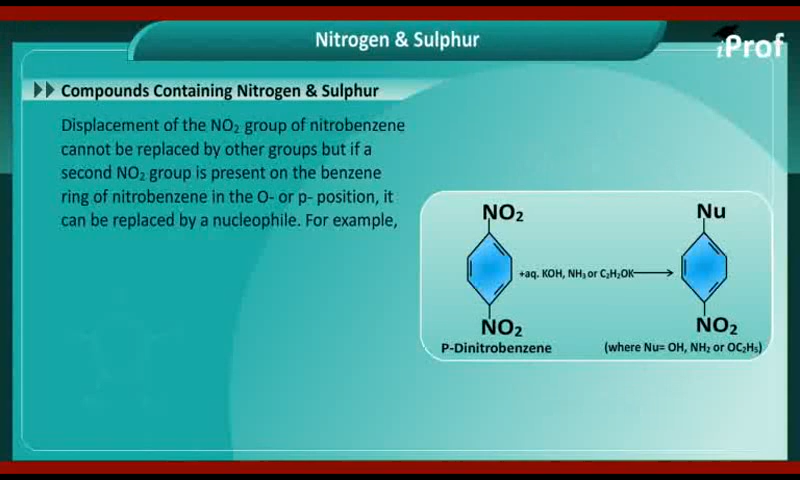 Nitrogen & Sulphur
iProf
Compounds Containing Nitrogen & Sulphur
Displacement of the NO₂ group of nitrobenzene
cannot be replaced by other groups but if a
second NO₂ group is present on the benzene
ring of nitrobenzene in the O- or p- position, it
can be replaced by a nucleophile. For example,
NO₂
Nu
+aq. KOH, NH₃ or C₂H₂OK
NO₂
NO₂
P-Dinitrobenzene
(where Nu= OH, NH₂ or OC₂H₅)